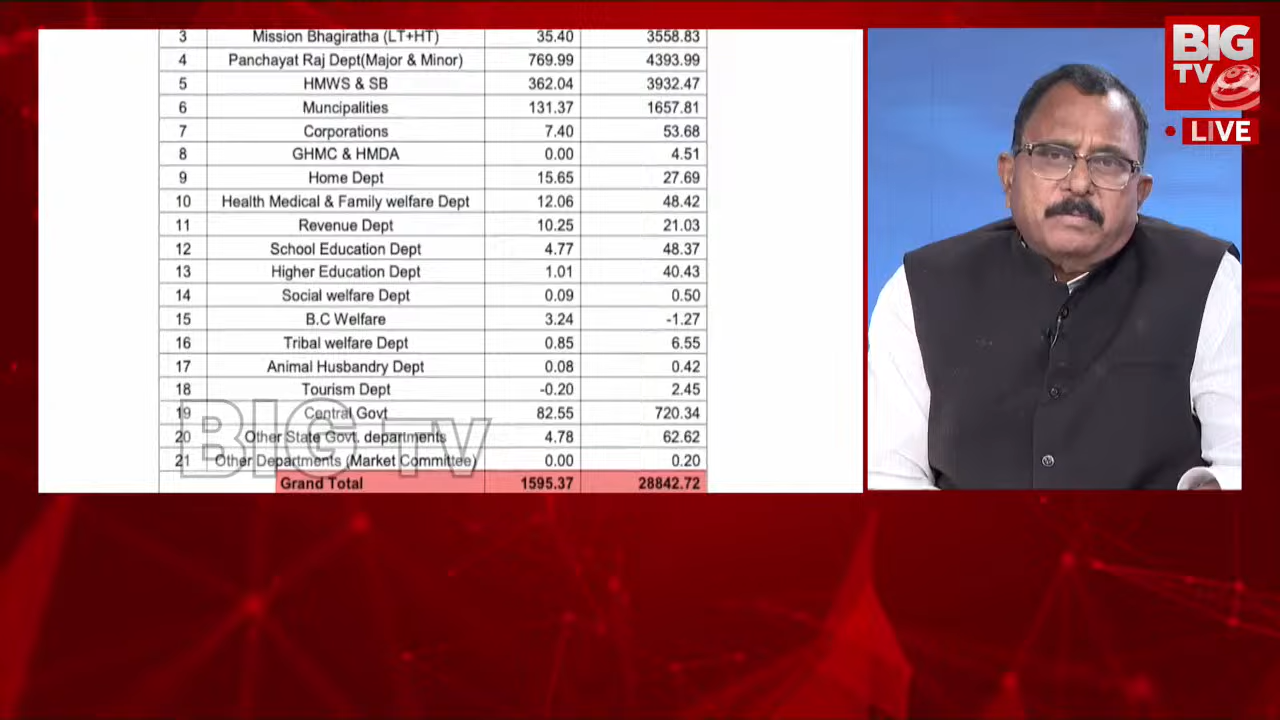 3 Mission Bhagiratha (LT+HT) 35.40 3558.83
4 Panchayat Raj Dept(Major & Minor) 769.99 4393.99
5 HMWS & SB 362.04 3932.47
6 Muncipalities 131.37 1657.81
7 Corporations 7.40 53.68
8 GHMC & HMDA 0.00 4.51
9 Home Dept 15.65 27.69
10 Health Medical & Family welfare Dept 12.06 48.42
11 Revenue Dept 10.25 21.03
12 School Education Dept 4.77 48.37
13 Higher Education Dept 1.01 40.43
14 Social welfare Dept 0.09 0.50
15 B.C Welfare 3.24 -1.27
16 Tribal welfare Dept 0.85 6.55
17 Animal Husbandry Dept 0.08 0.42
18 Tourism Dept -0.20 2.45
19 Central Govt 82.55 720.34
20 Other State Govt. departments 4.78 62.62
21 Other Departments (Market Committee) 0.00 0.20
Grand Total 1595.37 28842.72
BIG TV
BIG
TV
LIVE